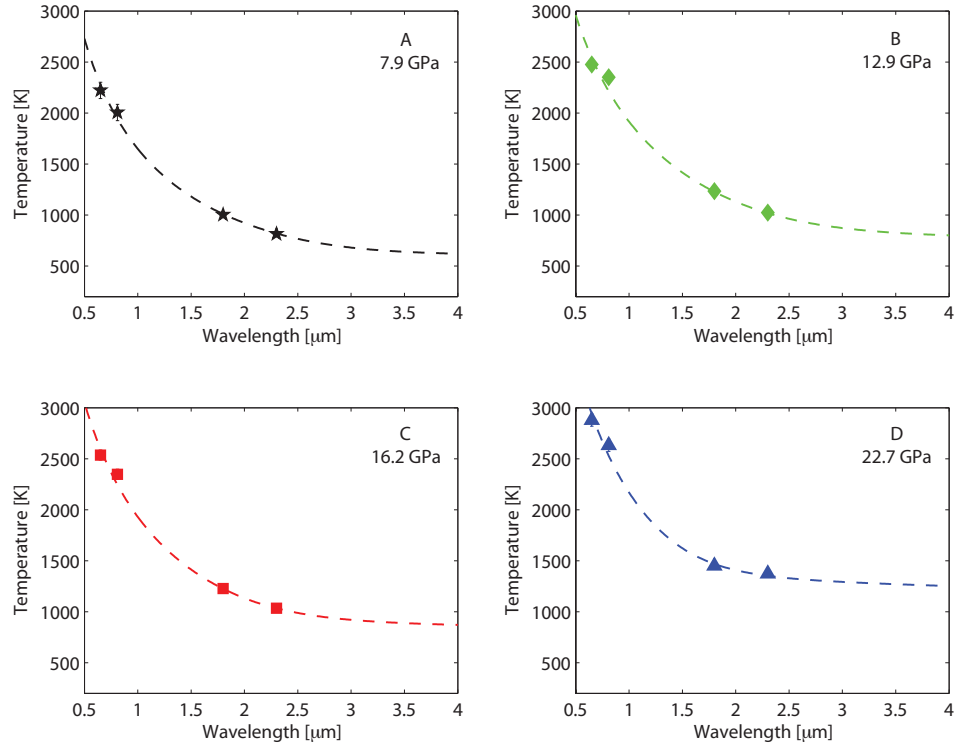 A
7.9 GPa
Temperature [K]
3000
2500
2000
1500
1000
500
0.5 1 1.5 2 2.5 3 3.5 4
Wavelength [μm]
B
12.9 GPa
Temperature [K]
3000
2500
2000
1500
1000
500
0.5 1 1.5 2 2.5 3 3.5 4
Wavelength [μm]
C
16.2 GPa
Temperature [K]
3000
2500
2000
1500
1000
500
0.5 1 1.5 2 2.5 3 3.5 4
Wavelength [μm]
D
22.7 GPa
Temperature [K]
3000
2500
2000
1500
1000
500
0.5 1 1.5 2 2.5 3 3.5 4
Wavelength [μm]